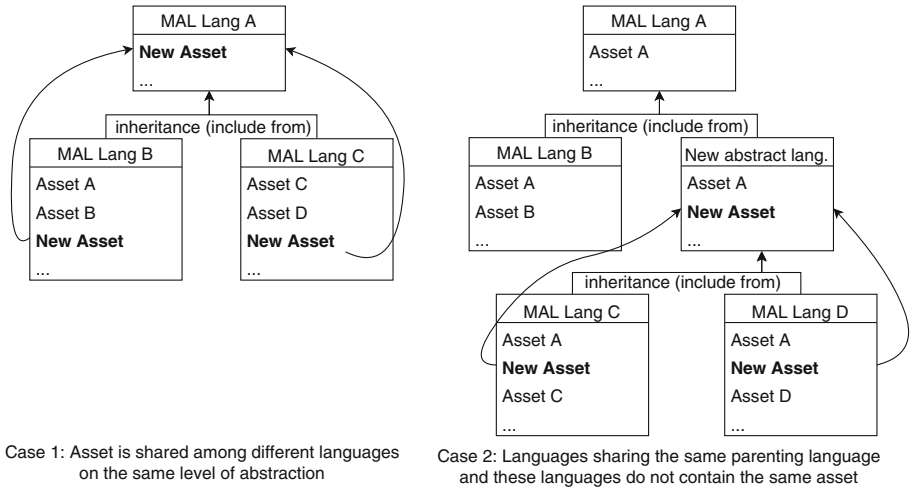 MAL Lang A
New Asset
...
inheritance (include from)
MAL Lang B
Asset A
Asset B
New Asset
...
MAL Lang C
Asset C
Asset D
New Asset
...
Case 1: Asset is shared among different languages
on the same level of abstraction
MAL Lang A
Asset A
...
inheritance (include from)
MAL Lang B
Asset A
Asset B
...
New abstract lang.
Asset A
New Asset
...
inheritance (include from)
MAL Lang C
Asset A
New Asset
Asset C
...
MAL Lang D
Asset A
New Asset
Asset D
...
Case 2: Languages sharing the same parenting language
and these languages do not contain the same asset